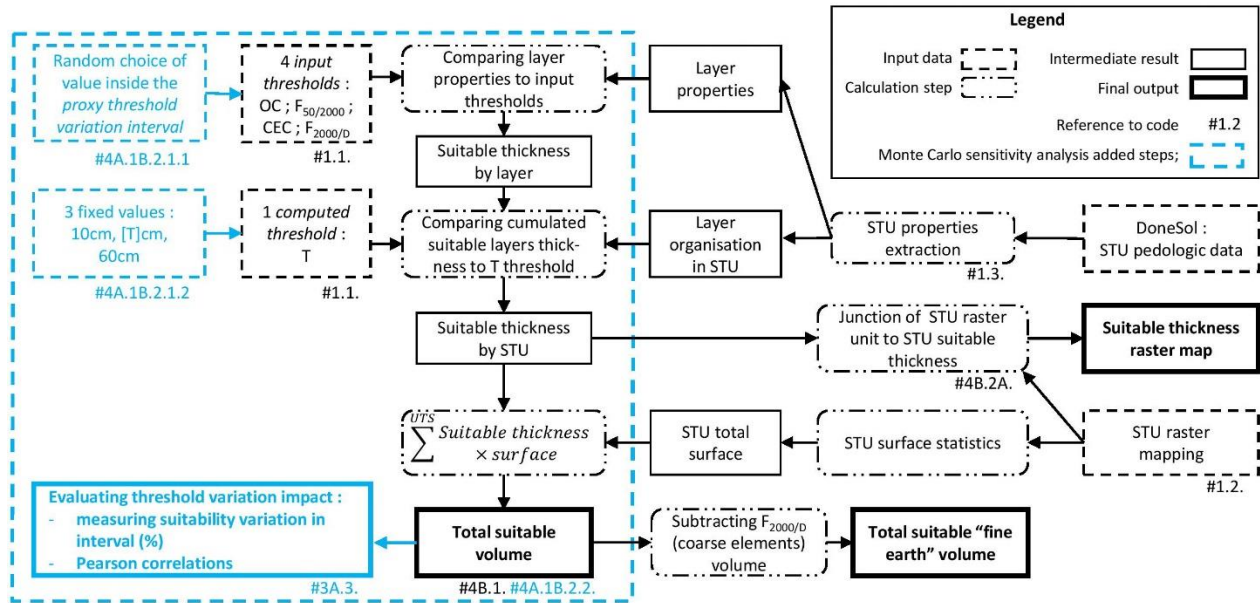 Random choice of
value inside the
proxy threshold
variation interval
#4A.1B.2.1.1
4 input
thresholds :
OC ; F50/2000 ;
CEC ; F2000/D
#1.1.
Comparing layer
properties to input
thresholds
Layer
properties
Legend
Input data
Intermediate result
Calculation step
Final output
Reference to code
#1.2
Monte Carlo sensitivity analysis added steps;
Suitable thickness
by layer
3 fixed values :
10cm, [T]cm,
60cm
#4A.1B.2.1.2
1 computed
threshold :
T
#1.1.
Comparing cumulated
suitable layers thick-
ness to T threshold
Layer
organisation
in STU
STU properties
extraction
#1.3.
DoneSol :
STU pedologic data
Suitable thickness
by STU
Junction of STU raster
unit to STU suitable
thickness
#4B.2A.
Suitable thickness
raster map
UTS
∑ Suitable thickness
× surface
STU total
surface
STU surface statistics
STU raster
mapping
#1.2.
Evaluating threshold variation impact :
- measuring suitability variation in
interval (%)
- Pearson correlations
#3A.3.
Total suitable
volume
#4B.1. #4A.1B.2.2.
Subtracting F2000/D
(coarse elements)
volume
Total suitable “fine
earth” volume